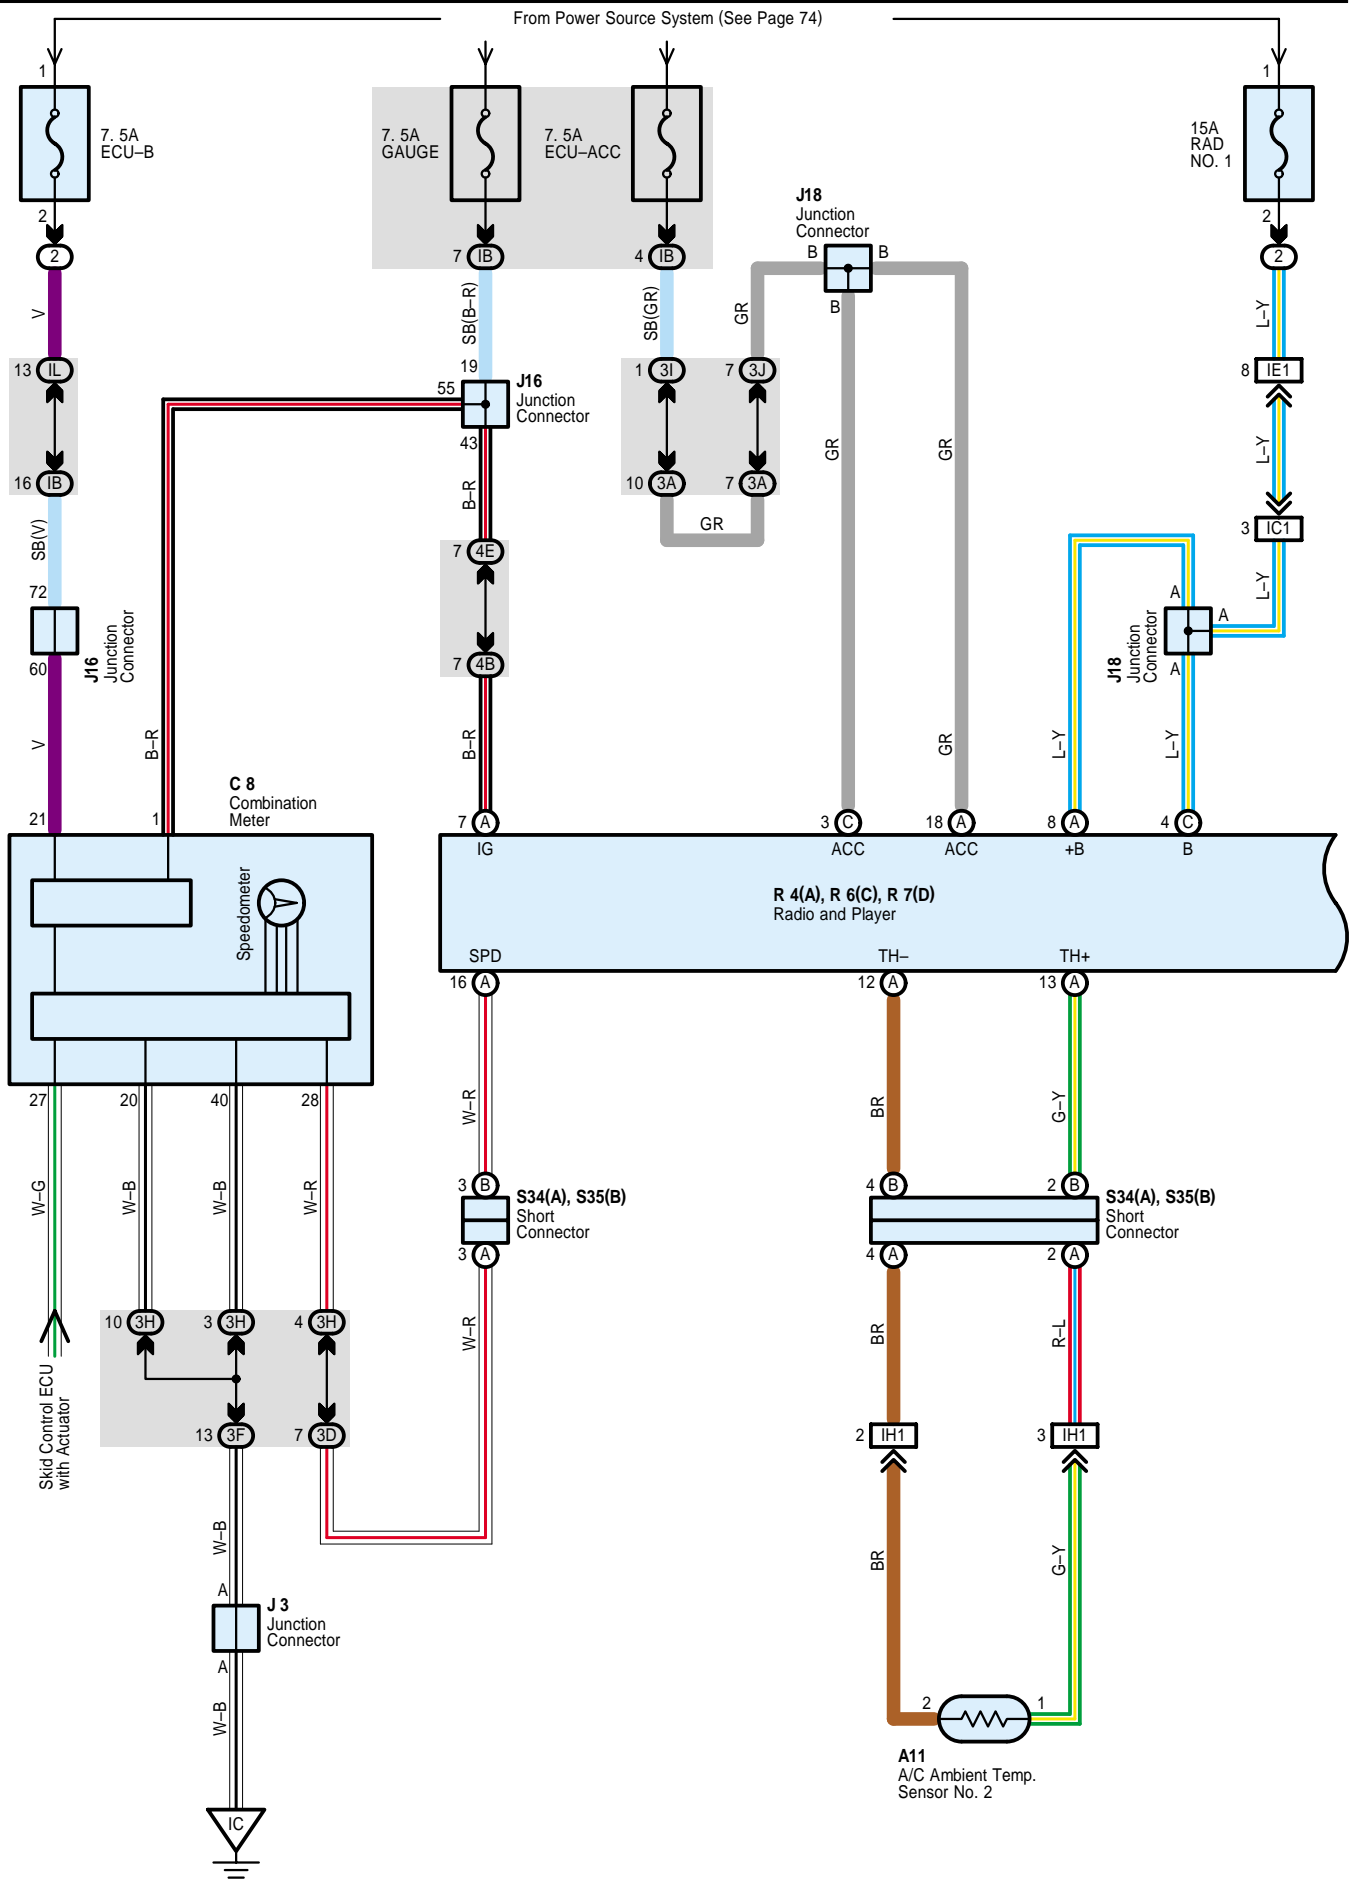 From Power Source System (See Page 74)
1
1
7. 5A
ECU–B
7. 5A
GAUGE
7. 5A
ECU–ACC
15A
RAD
NO. 1
2
2
2
7 IB
4 IB
2
J18
Junction
Connector
B
B
B
V
SB(B–R)
SB(GR)
GR
L–Y
13 IL
19
1 3I
7 3J
8 IE1
55
J16
Junction
Connector
43
B–R
GR
GR
L–Y
16 IB
10 3A
7 3A
GR
3 IC1
SB(V)
7 4E
L–Y
72
A
A
J16
Junction
Connector
60
7 4B
J18
Junction
Connector
A
V
B–R
B–R
GR
L–Y
L–Y
C 8
Combination
Meter
21
1
7 A
3 C
18 A
8 A
4 C
IG
ACC
ACC
+B
B
Speedometer
R 4(A), R 6(C), R 7(D)
Radio and Player
SPD
TH–
TH+
16 A
12 A
13 A
27
20
40
28
W–R
BR
G–Y
W–G
W–B
W–B
W–R
3 B
4 B
2 B
S34(A), S35(B)
Short
Connector
S34(A), S35(B)
Short
Connector
3 A
4 A
2 A
10 3H
3 3H
4 3H
W–R
BR
R–L
Skid Control ECU
with Actuator
13 3F
7 3D
2 IH1
3 IH1
W–B
BR
G–Y
A
J 3
Junction
Connector
A
W–B
2
1
A11
A/C Ambient Temp.
Sensor No. 2
IC